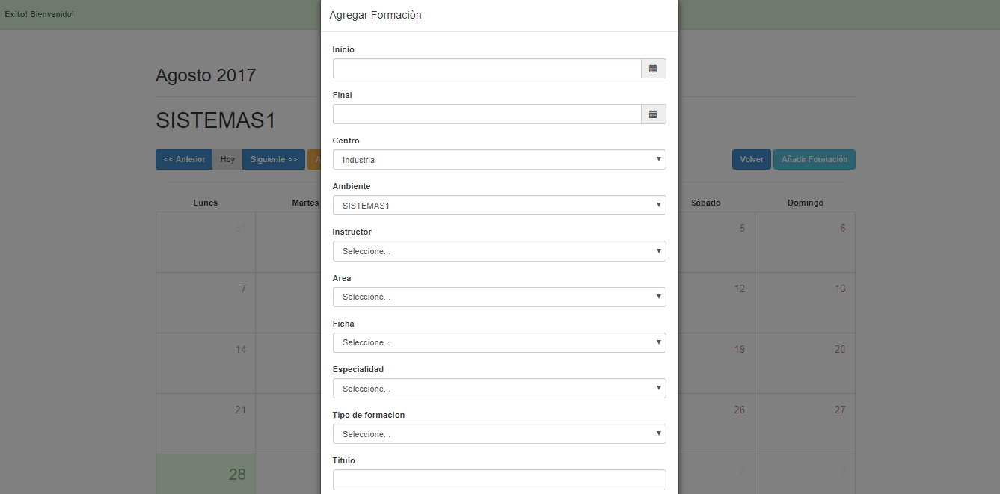 Exito! Bienvenido!
Agregar Formaciòn
Inicio
Final
Centro
Industria
Ambiente
SISTEMAS1
Instructor
Seleccione...
Area
Seleccione...
Ficha
Seleccione...
Especialidad
Seleccione...
Tipo de formacion
Seleccione...
Titulo
Agosto 2017
SISTEMAS1
<< Anterior Hoy Siguiente >> A
Volver Añadir Formación
Lunes Martes Sábado Domingo
31 5 6
7 12 13
14 19 20
21 26 27
28 2 3